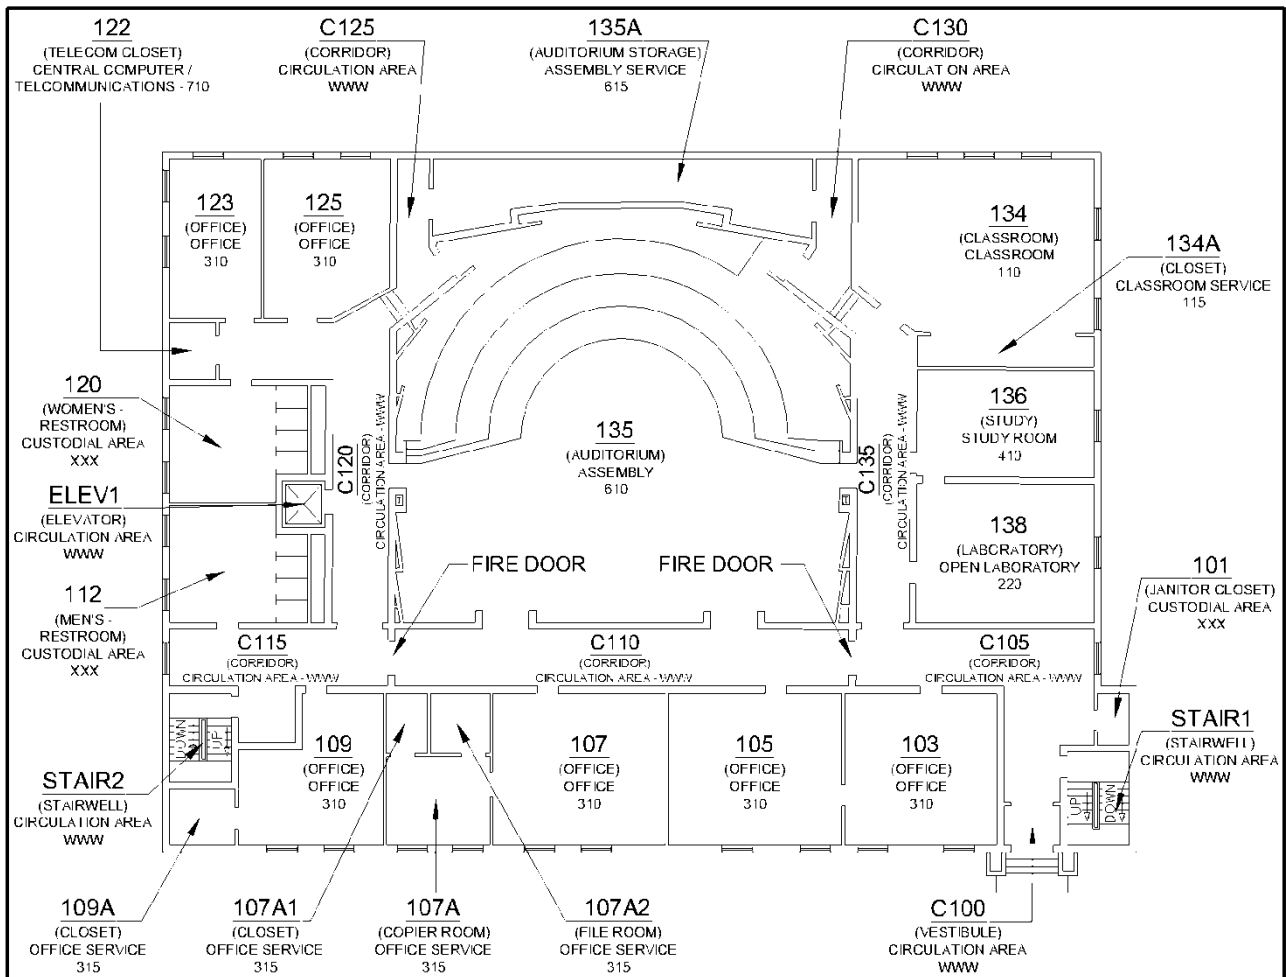 122
(TELECOM CLOSET)
CENTRAL COMPUTER /
TELCOMMUNICATIONS - 710
C125
(CORRIDOR)
CIRCULATION AREA
WWW
135A
(AUDITORIUM STORAGE)
ASSEMBLY SERVICE
615
C130
(CORRIDOR)
CIRCULAT ON AREA
WWW
123
(OFFICE)
OFFICE
310
125
(OFFICE)
OFFICE
310
134
(CLASSROOM)
CLASSROOM
110
134A
(CLOSET)
CLASSROOM SERVICE
115
120
(WOMEN'S -
RESTROOM)
CUSTODIAL AREA
XXX
C120
(CORRIDOR)
CIRCULATION AREA - WWW
135
(AUDITORIUM)
ASSEMBLY
610
C135
(CORRIDOR)
CIRCULATION AREA - WWW
136
(STUDY)
STUDY ROOM
410
ELEV1
(ELEVATOR)
CIRCULATION AREA
WWW
138
(LABCRATORY)
OPEN LABORATORY
220
FIRE DOOR
FIRE DOOR
101
(JANITOR CLOSET)
CUSTODIAL AREA
XXX
112
(MEN'S -
RESTROOM)
CUSTODIAL AREA
XXX
C115
(CORRIDOR)
CIRCULATION AREA - WWW
C110
(CORRIDOR)
CIRCULATION AREA - WWW
C105
(CORRIDOR)
CIRCULATION AREA - WWW
DOWN
UP
109
(OFFICE)
OFFICE
310
107
(OFFICE)
OFFICE
310
105
(OFFICE)
OFFICE
310
103
(OFFICE)
OFFICE
310
UP
DOWN
STAIR1
(STAIRWELL)
CIRCULATION AREA
WWW
STAIR2
(STAIRWELL)
CIRCULATION AREA
WWW
109A
(CLOSET)
OFFICE SERVICE
315
107A1
(CLOSET)
OFFICE SERVICE
315
107A
(COPIER ROOM)
OFFICE SERVICE
315
107A2
(FILE ROOM)
OFFICE SERVICE
315
C100
(VESTIBULE)
CIRCULATION AREA
WWW